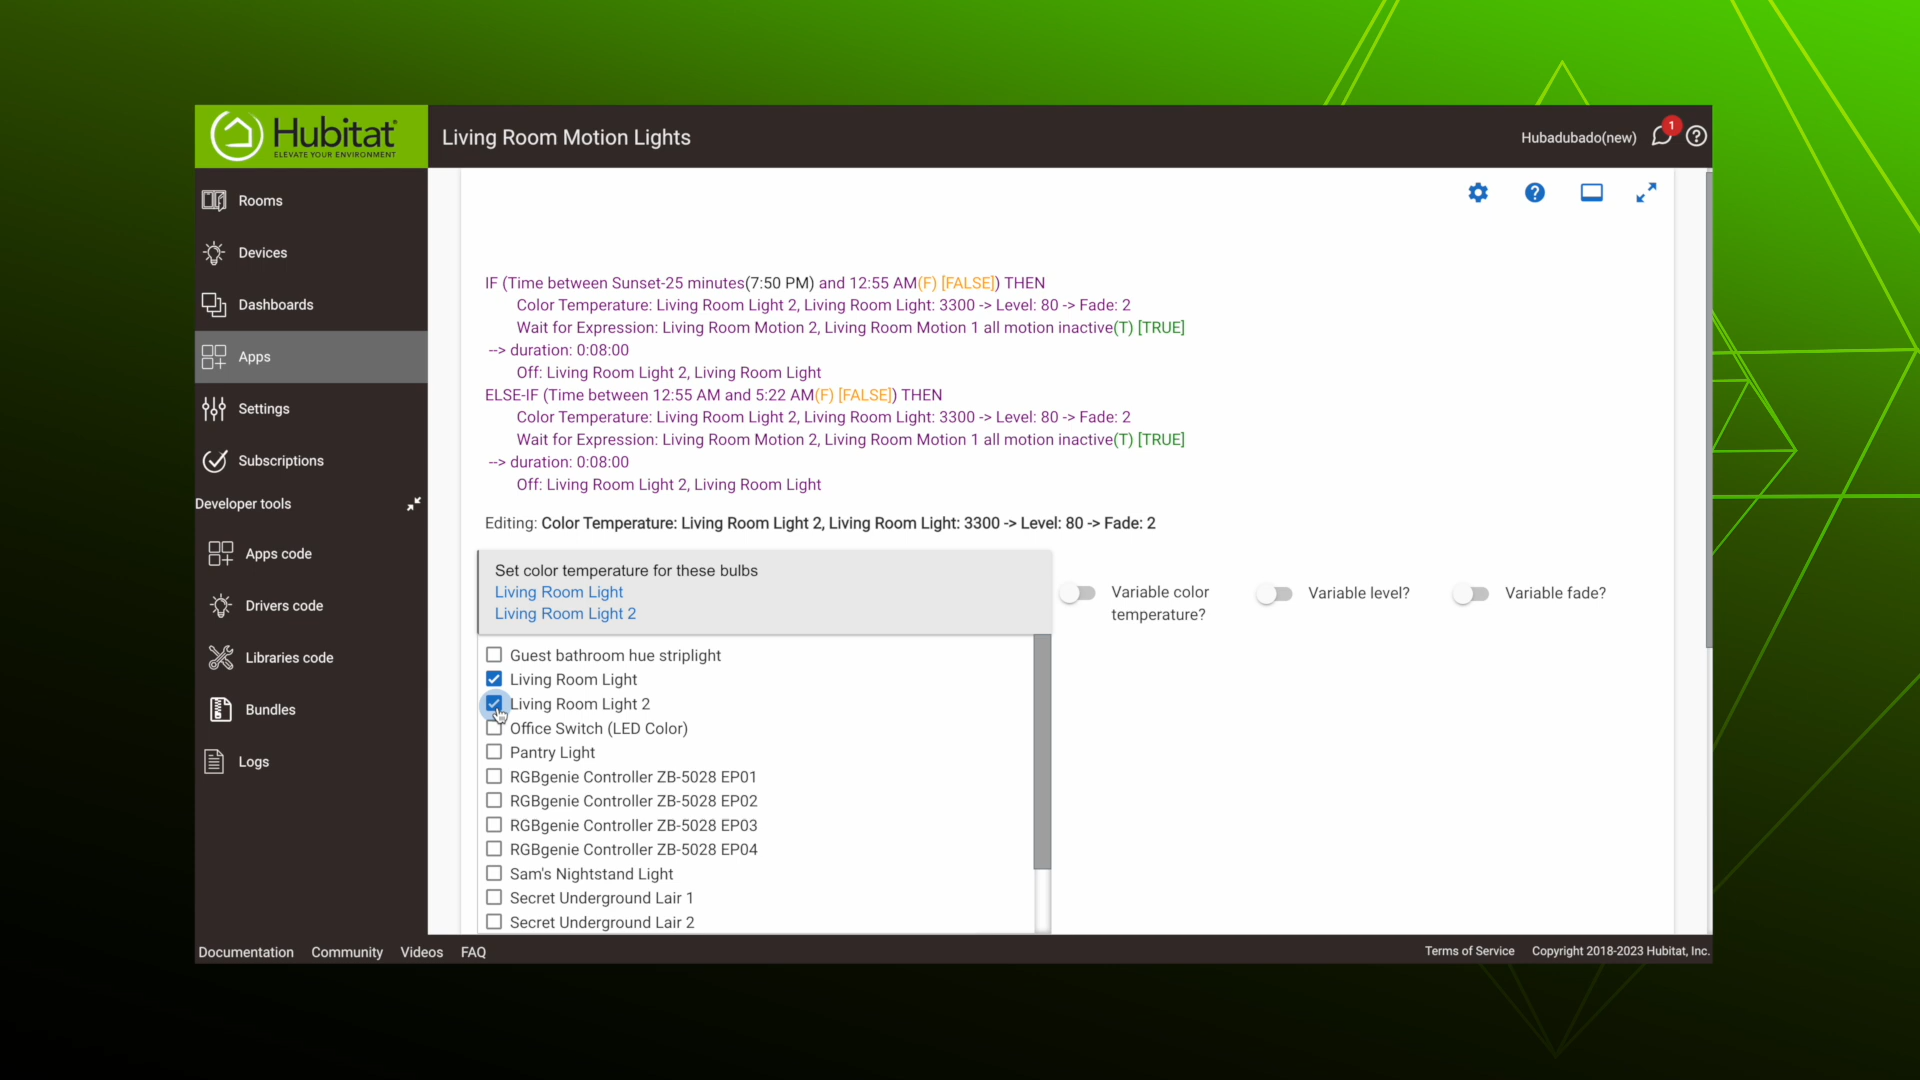 Hubitat
ELEVATE YOUR ENVIRONMENT
Living Room Motion Lights
Hubadubado(new)
1
Rooms
Devices
Dashboards
Apps
Settings
Subscriptions
Developer tools
Apps code
Drivers code
Libraries code
Bundles
Logs
IF (Time between Sunset-25 minutes(7:50 PM) and 12:55 AM(F) [FALSE]) THEN
Color Temperature: Living Room Light 2, Living Room Light: 3300 -> Level: 80 -> Fade: 2
Wait for Expression: Living Room Motion 2, Living Room Motion 1 all motion inactive(T) [TRUE]
--> duration: 0:08:00
Off: Living Room Light 2, Living Room Light
ELSE-IF (Time between 12:55 AM and 5:22 AM(F) [FALSE]) THEN
Color Temperature: Living Room Light 2, Living Room Light: 3300 -> Level: 80 -> Fade: 2
Wait for Expression: Living Room Motion 2, Living Room Motion 1 all motion inactive(T) [TRUE]
--> duration: 0:08:00
Off: Living Room Light 2, Living Room Light
Editing: Color Temperature: Living Room Light 2, Living Room Light: 3300 -> Level: 80 -> Fade: 2
Set color temperature for these bulbs
Living Room Light
Living Room Light 2
Variable color
temperature?
Variable level?
Variable fade?
Guest bathroom hue striplight
Living Room Light
Living Room Light 2
Office Switch (LED Color)
Pantry Light
RGBgenie Controller ZB-5028 EP01
RGBgenie Controller ZB-5028 EP02
RGBgenie Controller ZB-5028 EP03
RGBgenie Controller ZB-5028 EP04
Sam's Nightstand Light
Secret Underground Lair 1
Secret Underground Lair 2
Documentation Community Videos FAQ
Terms of Service Copyright 2018-2023 Hubitat, Inc.